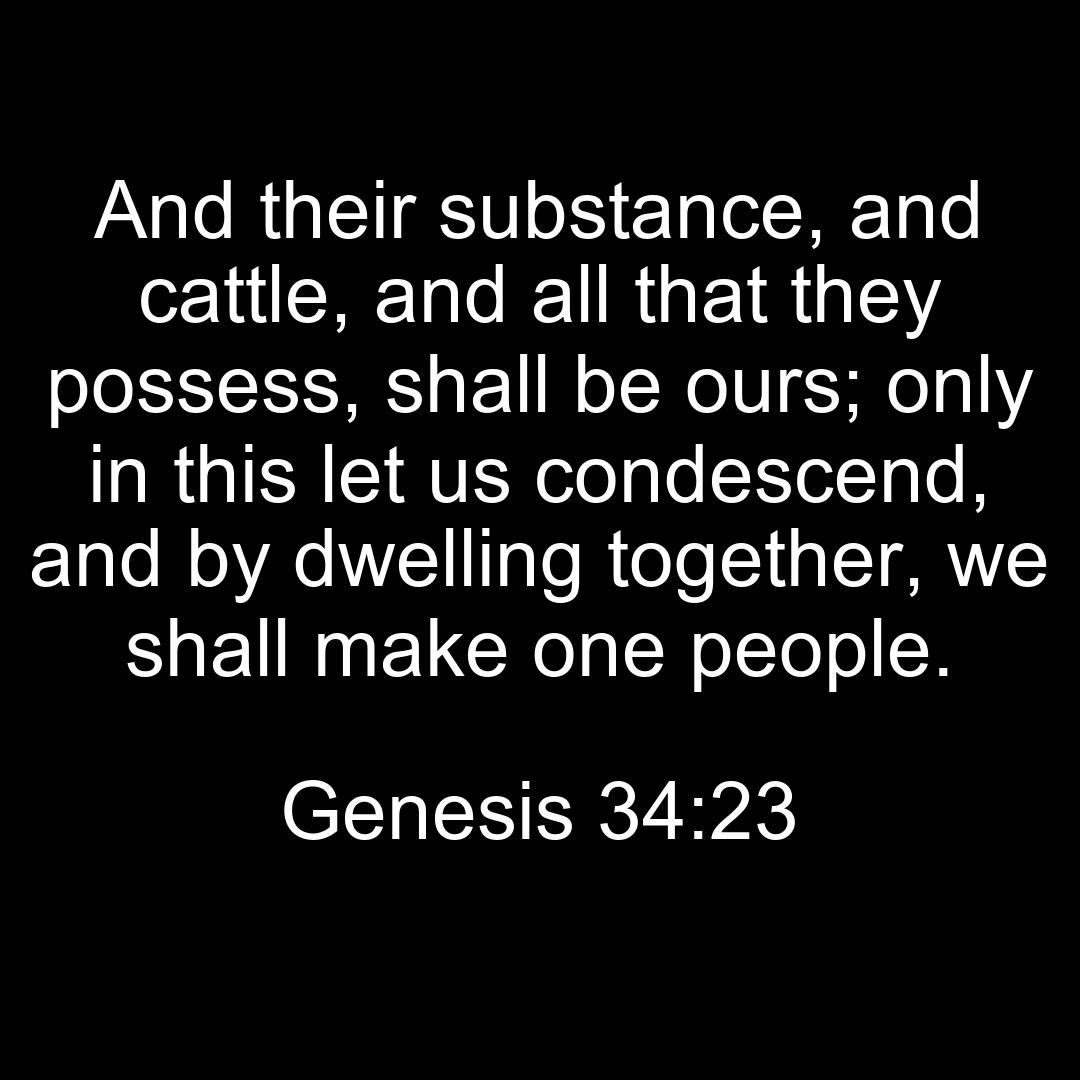 And their substance, and
cattle, and all that they
possess, shall be ours; only
in this let us condescend,
and by dwelling together, we
shall make one people.
Genesis 34:23